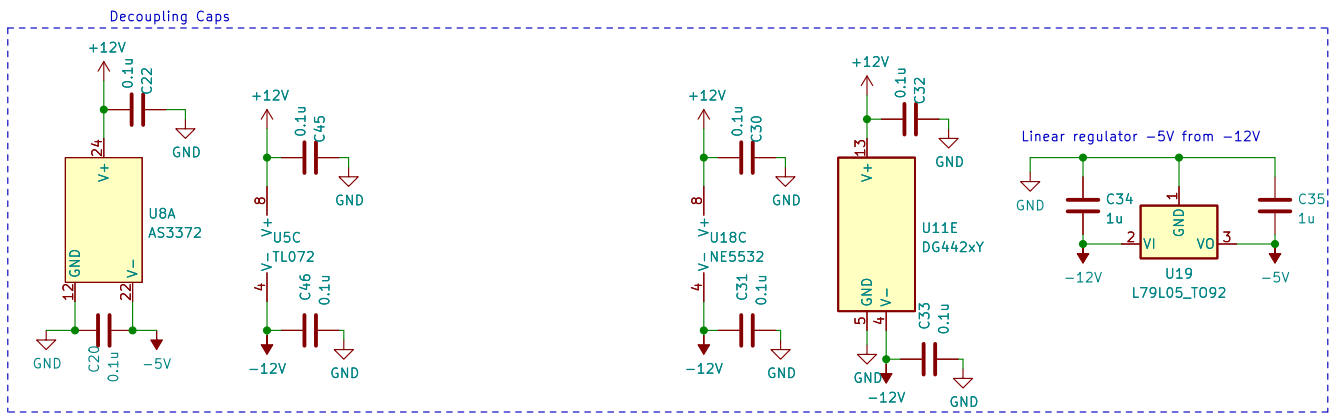 Decoupling Caps
+12V
0.1u
C22
GND
24
V+
U8A
AS3372
GND
V-
12
22
GND
C20
0.1u
-5V
+12V
0.1u
C45
GND
8
V+
U5C
TL072
V-
4
C46
0.1u
-12V
GND
+12V
0.1u
C30
GND
8
V+
U18C
NE5532
V-
4
C31
0.1u
-12V
GND
+12V
0.1u
C32
GND
13
V+
U11E
DG442xY
GND
V-
5
4
C33
0.1u
GND
-12V
GND
Linear regulator -5V from -12V
GND
C34
1u
1
GND
2
VI
VO
3
C35
1u
-12V
U19
L79L05_TO92
-5V